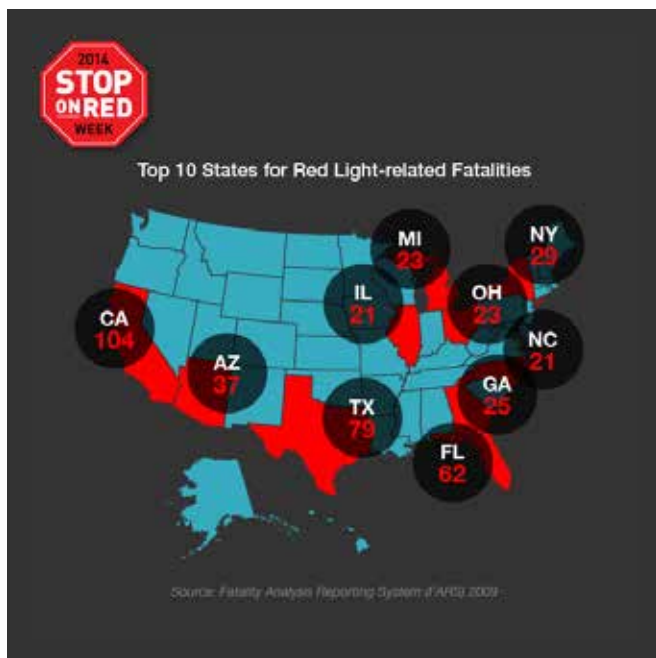 2014
STOP
ON RED
WEEK
Top 10 States for Red Light-related Fatalities
MI
23
NY
29
IL
21
OH
23
CA
104
NC
21
AZ
37
GA
25
TX
79
FL
62
Source: Fatality Analysis Reporting System 2009